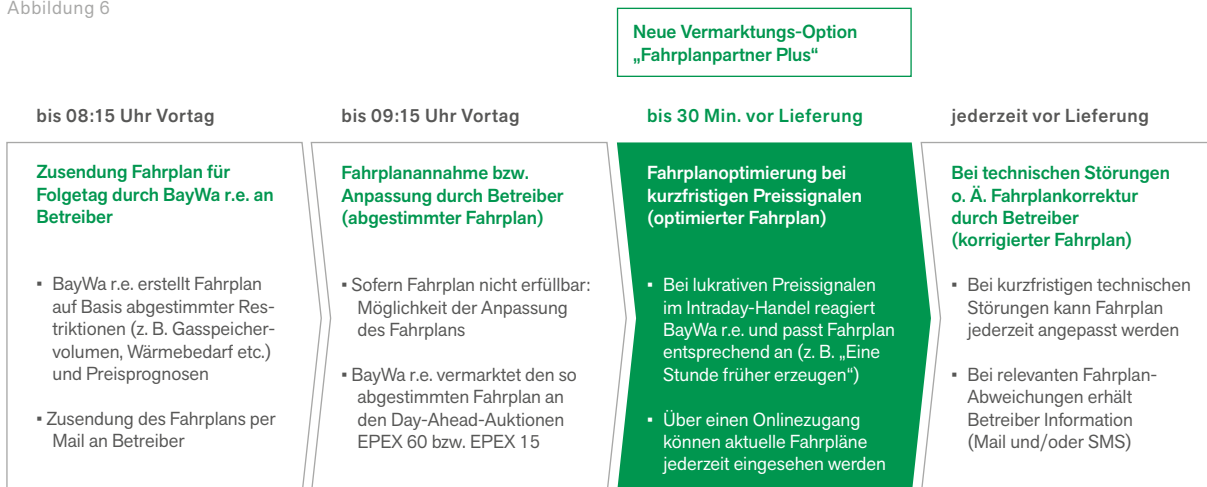 Abbildung 6
Neue Vermarktungs-Option
„Fahrplanpartner Plus“
bis 08:15 Uhr Vortag
Zusendung Fahrplan für
Folgetag durch BayWa r.e. an
Betreiber
▪ BayWa r.e. erstellt Fahrplan
auf Basis abgestimmter Res-
triktionen (z. B. Gasspeicher-
volumen, Wärmebedarf etc.)
und Preisprognosen
▪ Zusendung des Fahrplans per
Mail an Betreiber
bis 09:15 Uhr Vortag
Fahrplanannahme bzw.
Anpassung durch Betreiber
(abgestimmter Fahrplan)
▪ Sofern Fahrplan nicht erfüllbar:
Möglichkeit der Anpassung
des Fahrplans
▪ BayWa r.e. vermarktet den so
abgestimmten Fahrplan an
den Day-Ahead-Auktionen
EPEX 60 bzw. EPEX 15
bis 30 Min. vor Lieferung
Fahrplanoptimierung bei
kurzfristigen Preissignalen
(optimierter Fahrplan)
▪ Bei lukrativen Preissignalen
im Intraday-Handel reagiert
BayWa r.e. und passt Fahrplan
entsprechend an (z. B. „Eine
Stunde früher erzeugen“)
▪ Über einen Onlinezugang
können aktuelle Fahrpläne
jederzeit eingesehen werden
jederzeit vor Lieferung
Bei technischen Störungen
o. Ä. Fahrplankorrektur
durch Betreiber
(korrigierter Fahrplan)
▪ Bei kurzfristigen technischen
Störungen kann Fahrplan
jederzeit angepasst werden
▪ Bei relevanten Fahrplan-
Abweichungen erhält
Betreiber Information
(Mail und/oder SMS)